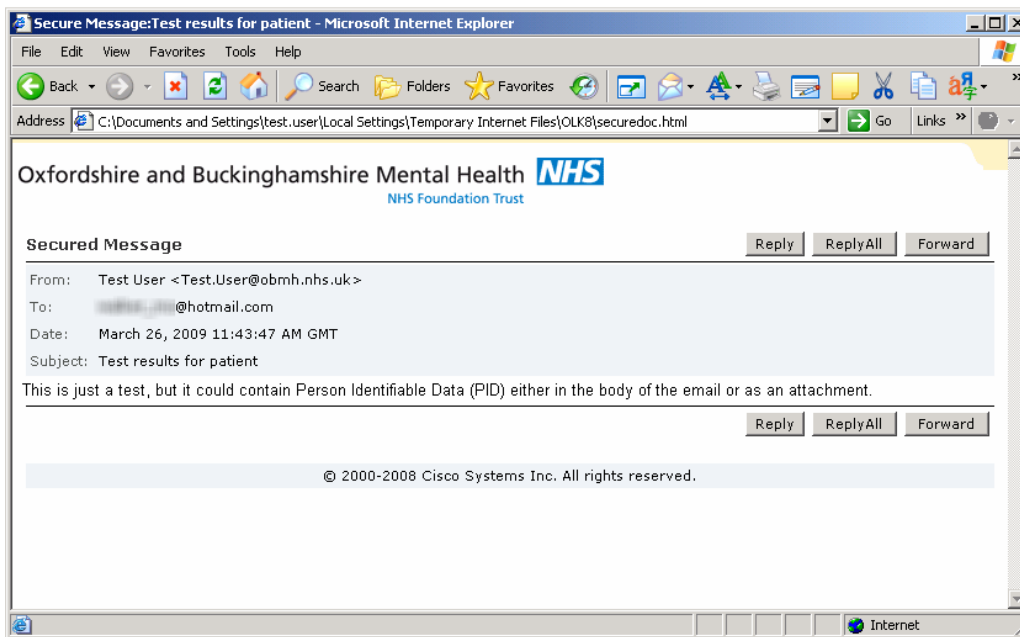 Secure Message:Test results for patient - Microsoft Internet Explorer
File Edit View Favorites Tools Help
Back Search Folders Favorites
Address C:\Documents and Settings\test.user\Local Settings\Temporary Internet Files\OLK8\securedoc.html Go Links »
Oxfordshire and Buckinghamshire Mental Health NHS
NHS Foundation Trust
Secured Message Reply ReplyAll Forward
From: Test User <Test.User@obmh.nhs.uk>
To: @hotmail.com
Date: March 26, 2009 11:43:47 AM GMT
Subject: Test results for patient
This is just a test, but it could contain Person Identifiable Data (PID) either in the body of the email or as an attachment.
Reply ReplyAll Forward
© 2000-2008 Cisco Systems Inc. All rights reserved.
Internet